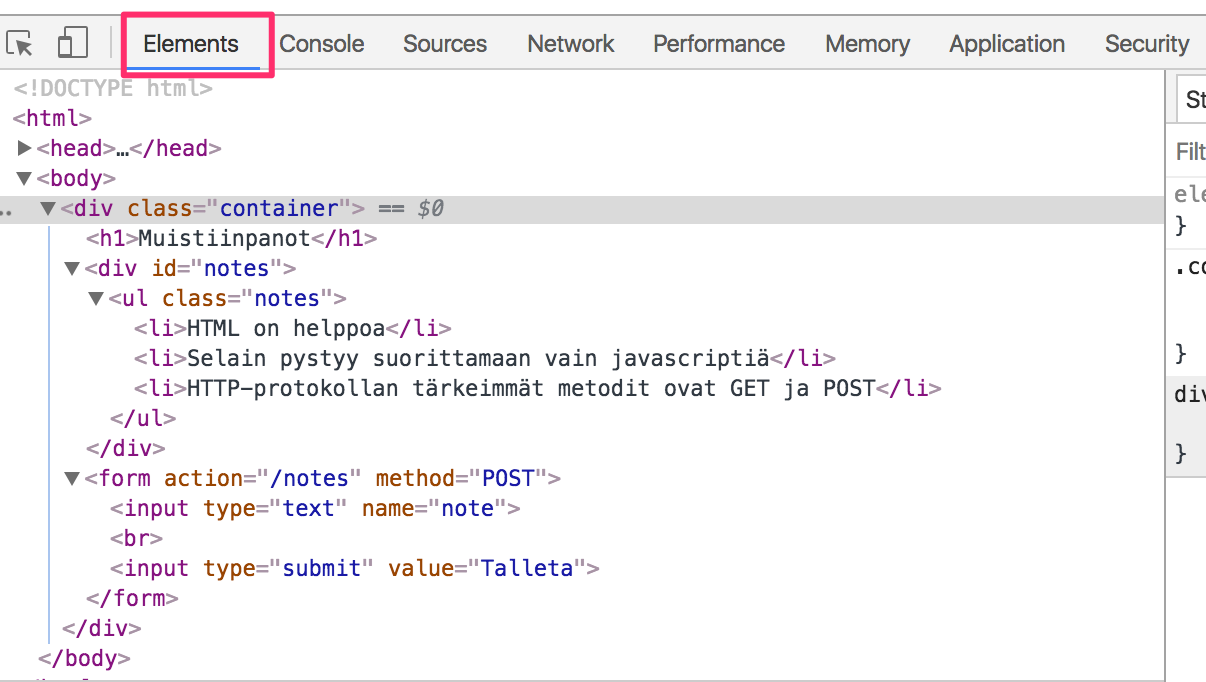 Elements Console Sources Network Performance Memory Application Security
<!DOCTYPE html>
<html>
▶<head>…</head>
▼<body>
▼<div class="container"> == $0
<h1>Muistiinpanot</h1>
▼<div id="notes">
▼<ul class="notes">
<li>HTML on helppoa</li>
<li>Selain pystyy suorittamaan vain javascriptiä</li>
<li>HTTP-protokollan tärkeimmät metodit ovat GET ja POST</li>
</ul>
</div>
▼<form action="/notes" method="POST">
<input type="text" name="note">
<br>
<input type="submit" value="Talleta">
</form>
</div>
</body>
St
Filt
ele
}
.co
}
div
}